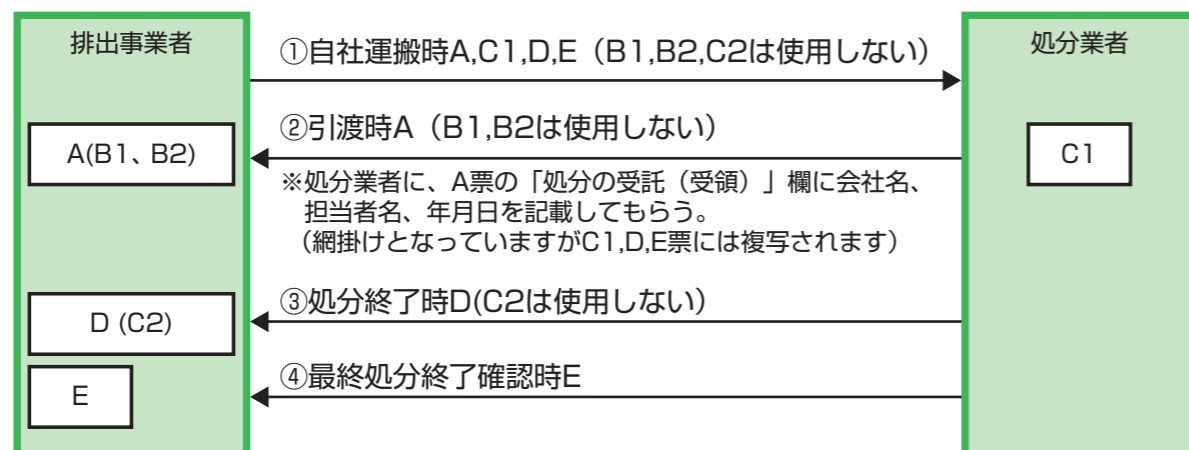 排出事業者
処分業者
①自社運搬時A,C1,D,E（B1,B2,C2は使用しない）
②引渡時A（B1,B2は使用しない）
A(B1、B2)
C1
※処分業者に、A票の「処分の受託（受領）」欄に会社名、
担当者名、年月日を記載してもらう。
（網掛けとなっていますがC1,D,E票には複写されます）
③処分終了時D(C2は使用しない）
D (C2)
④最終処分終了確認時E
E